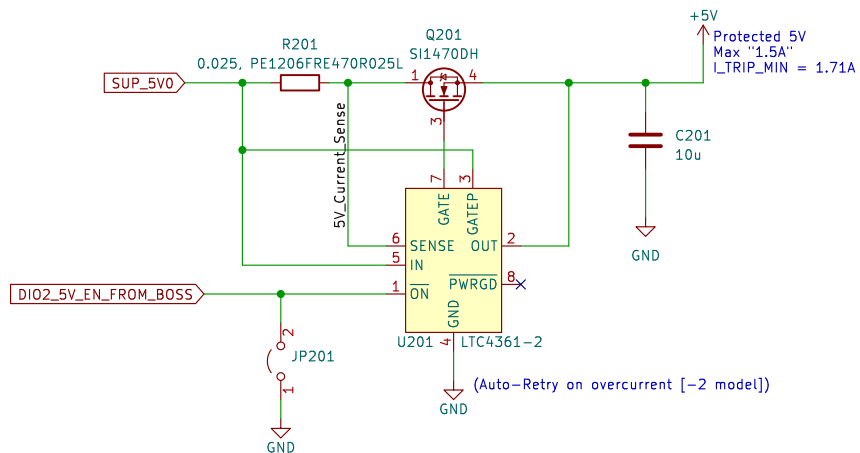 +5V
Q201
SI1470DH
Protected 5V
Max "1.5A"
I_TRIP_MIN = 1.71A
R201
0.025, PE1206FRE470R025L
SUP_5V0
1
4
3
5V_Current_Sense
C201
10u
7
3
GATE
GATEP
6
SENSE
OUT
2
5
IN
GND
PWRGD
8
DIO2_5V_EN_FROM_BOSS
1
ON
GND
2
JP201
1
U201
4
LTC4361-2
(Auto-Retry on overcurrent [-2 model])
GND
GND